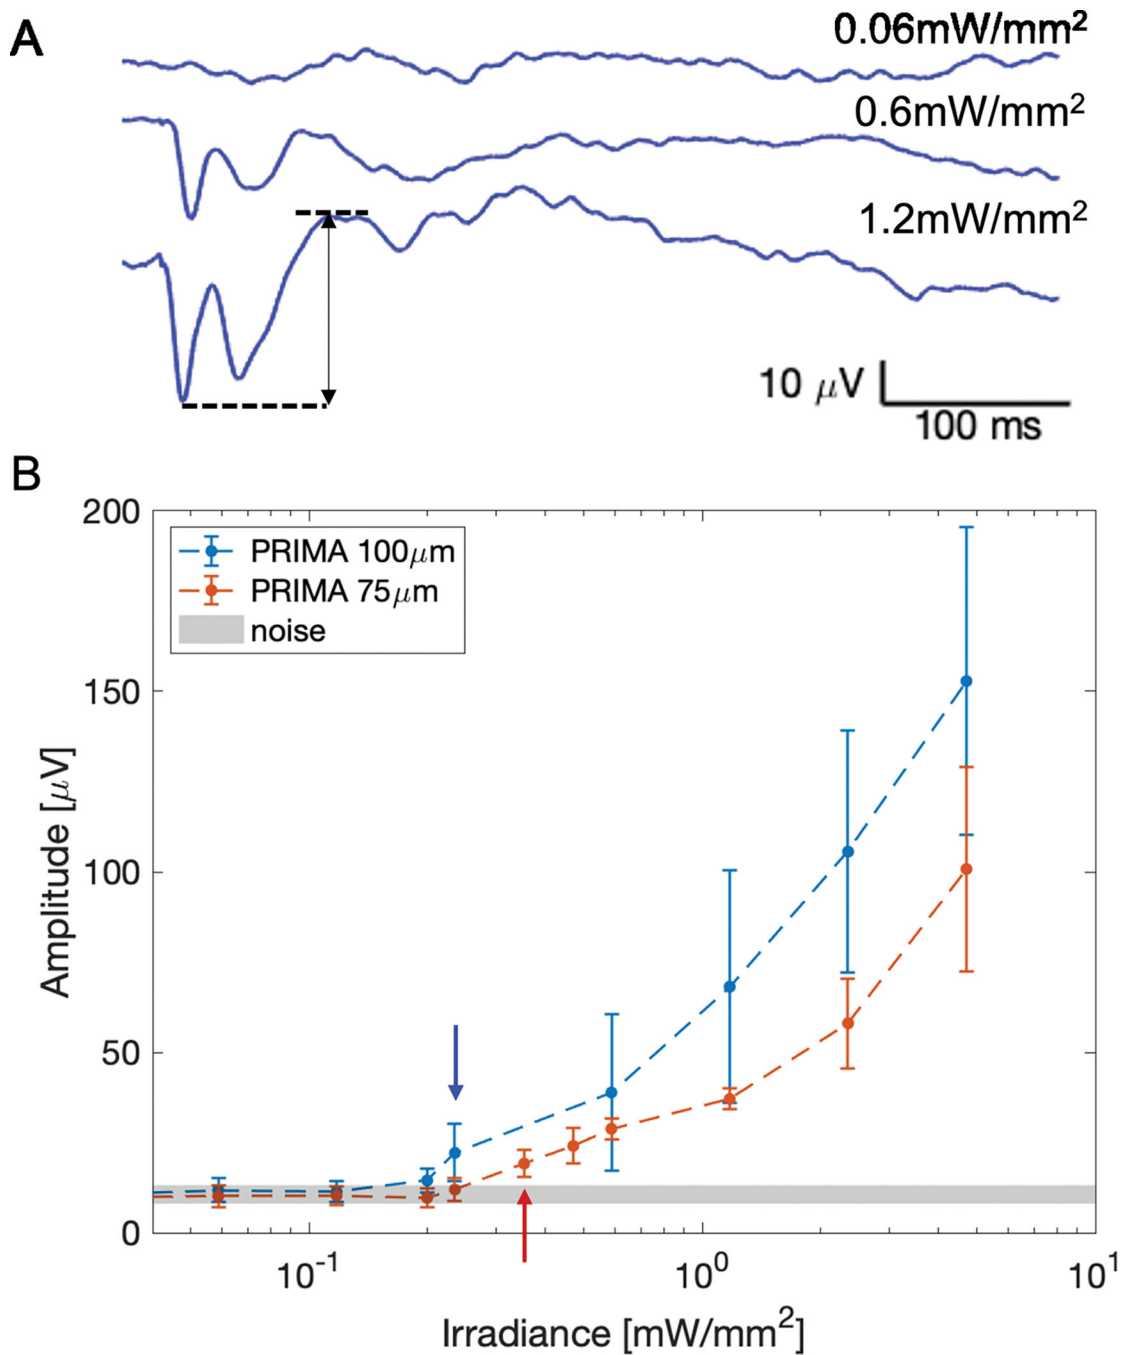 A
0.06mW/mm²
0.6mW/mm²
1.2mW/mm²
10 μV
100 ms
B
200
150
100
50
0
Amplitude [μV]
PRIMA 100μm
PRIMA 75μm
noise
10⁻¹
10⁰
10¹
Irradiance [mW/mm²]